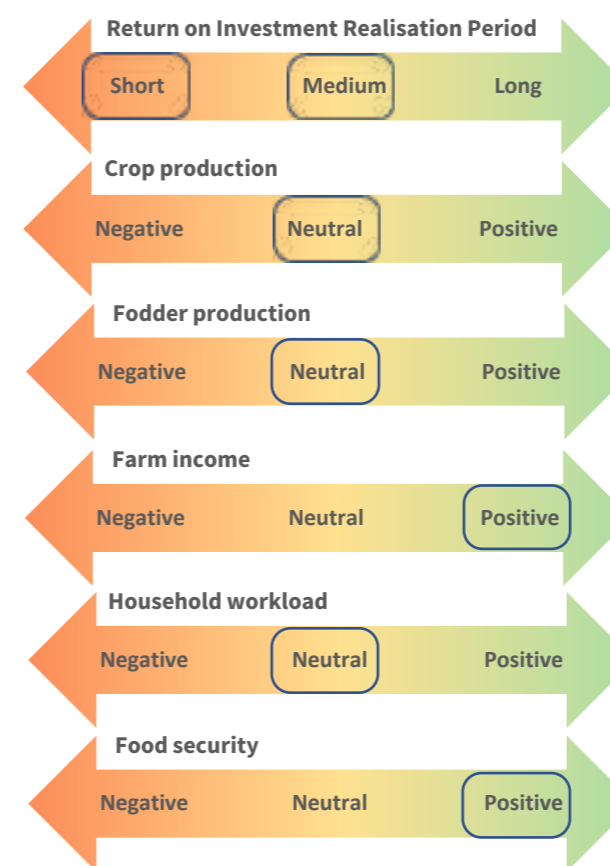 Return on Investment Realisation Period
Short Medium Long
Crop production
Negative Neutral Positive
Fodder production
Negative Neutral Positive
Farm income
Negative Neutral Positive
Household workload
Negative Neutral Positive
Food security
Negative Neutral Positive